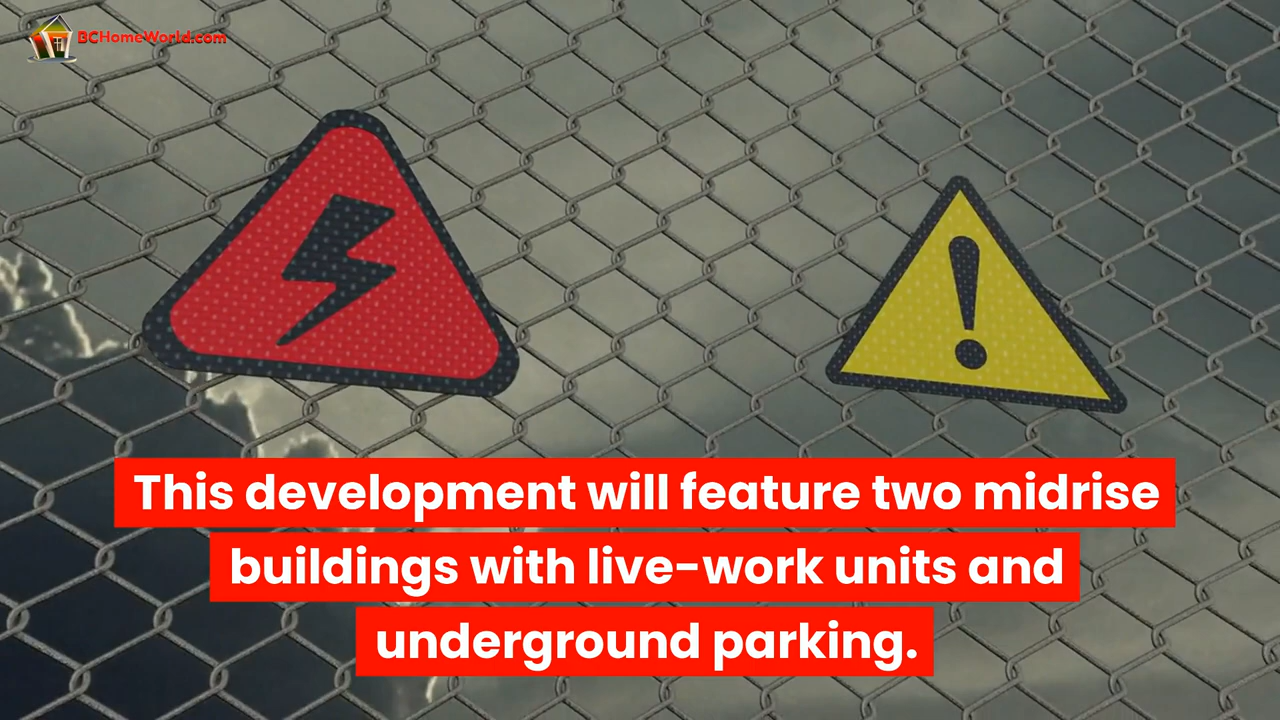 BCHomeWorld.com
This development will feature two midrise
buildings with live-work units and
underground parking.